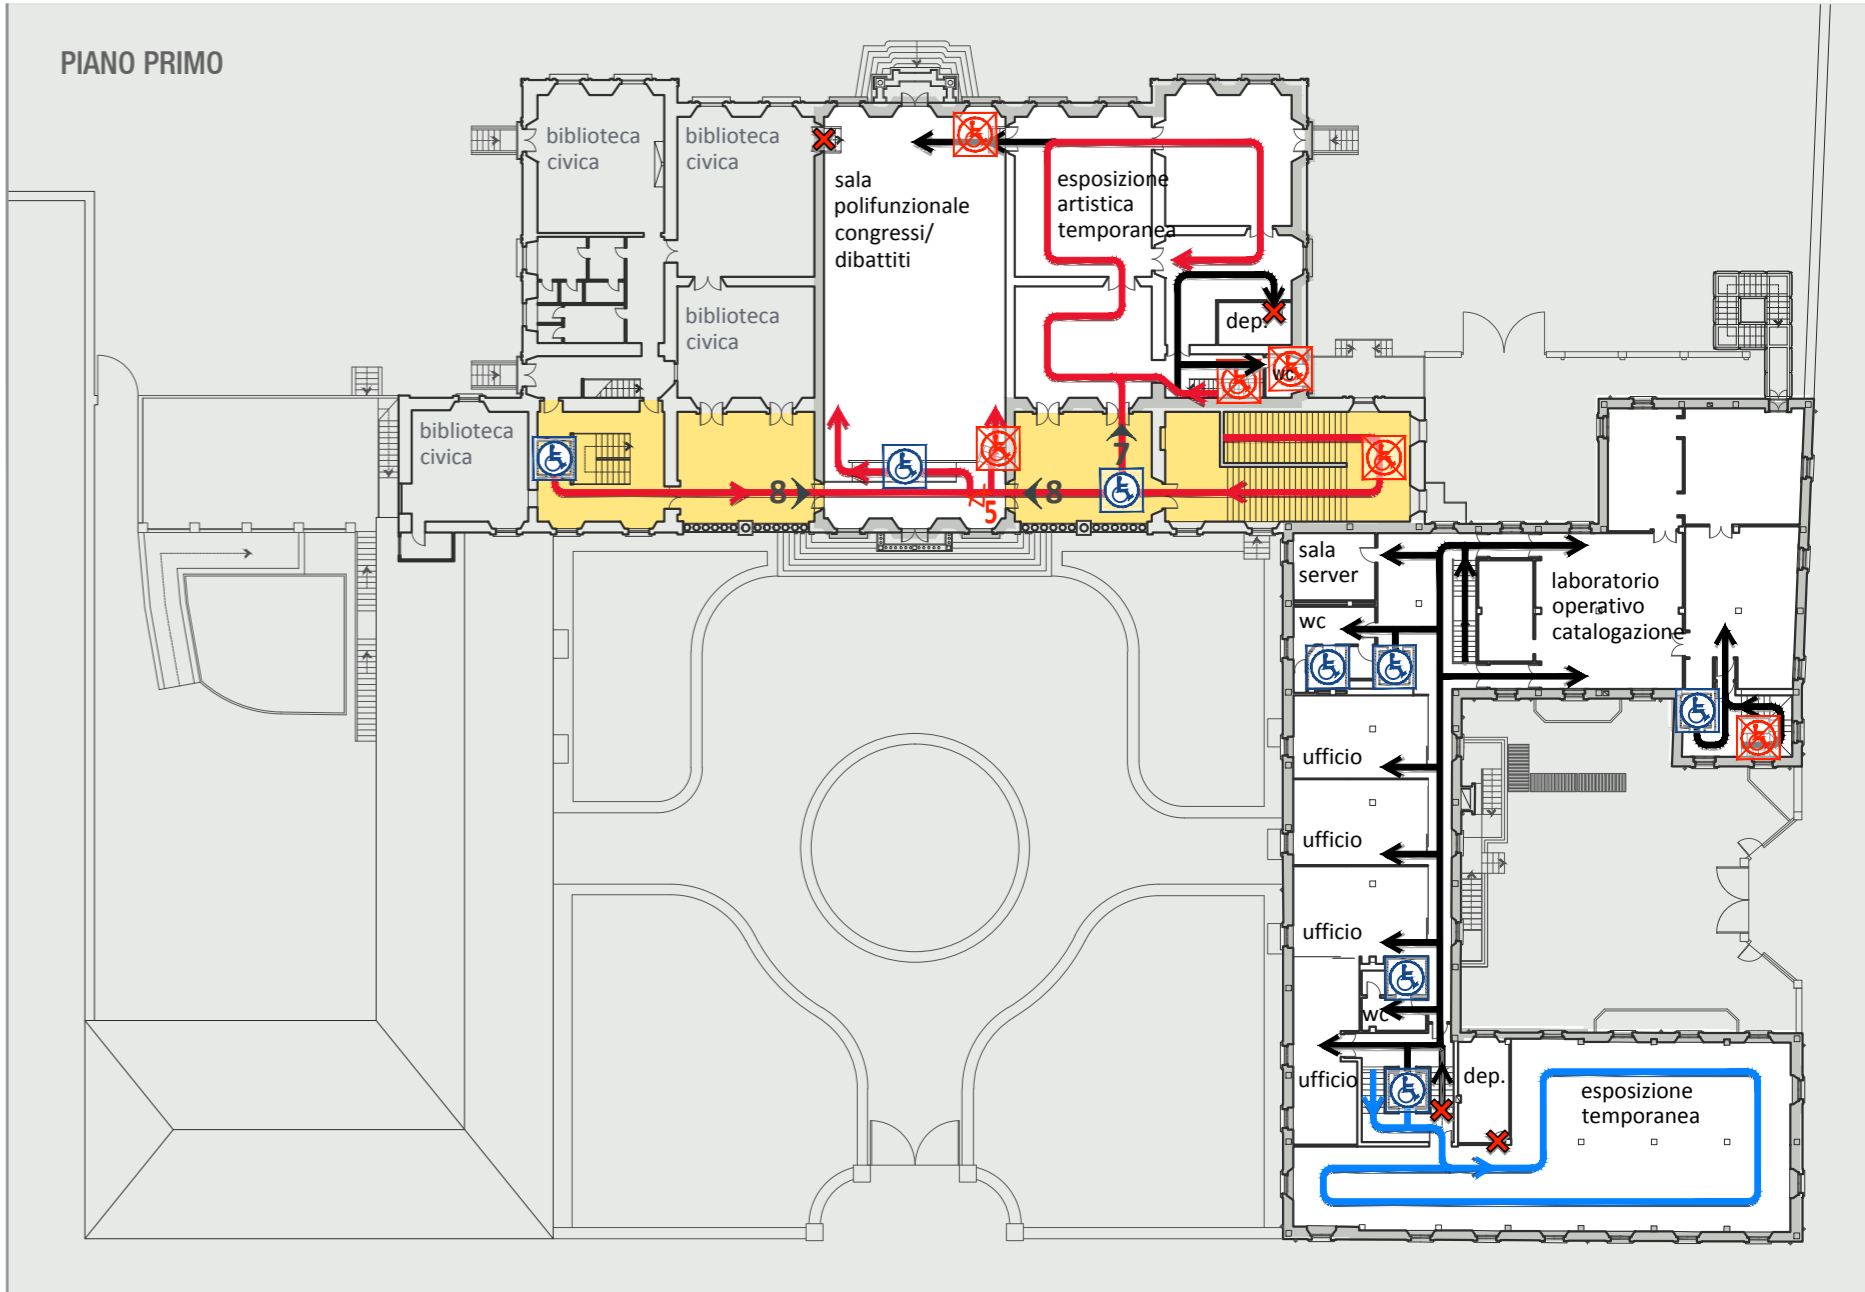 PIANO PRIMO
biblioteca
civica
biblioteca
civica
sala
polifunzionale
congressi/
dibattiti
esposizione
artistica
temporanea
biblioteca
civica
dep.
wc
biblioteca
civica
7
8
8
5
sala
server
laboratorio
operativo
catalogazione
wc
ufficio
ufficio
ufficio
wc
ufficio
dep.
esposizione
temporanea